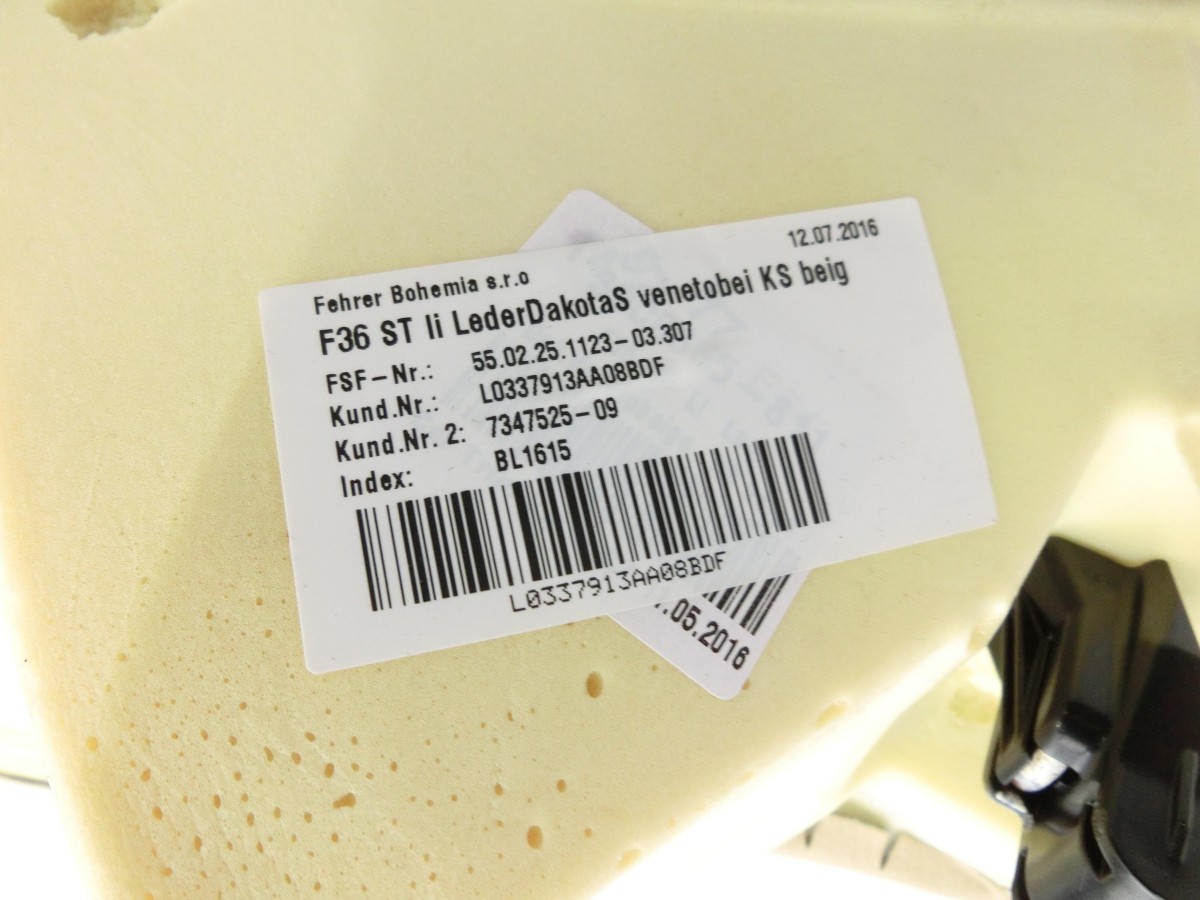 Fehrer Bohemia s.r.o
12.07.2016
F36 ST li LederDakotaS venetobei KS beig
FSF-Nr.: 55.02.25.1123-03.307
Kund.Nr.: L0337913AA08BDF
Kund.Nr. 2: 7347525-09
Index: BL1615
L0337913AA08BDF
.05.2016